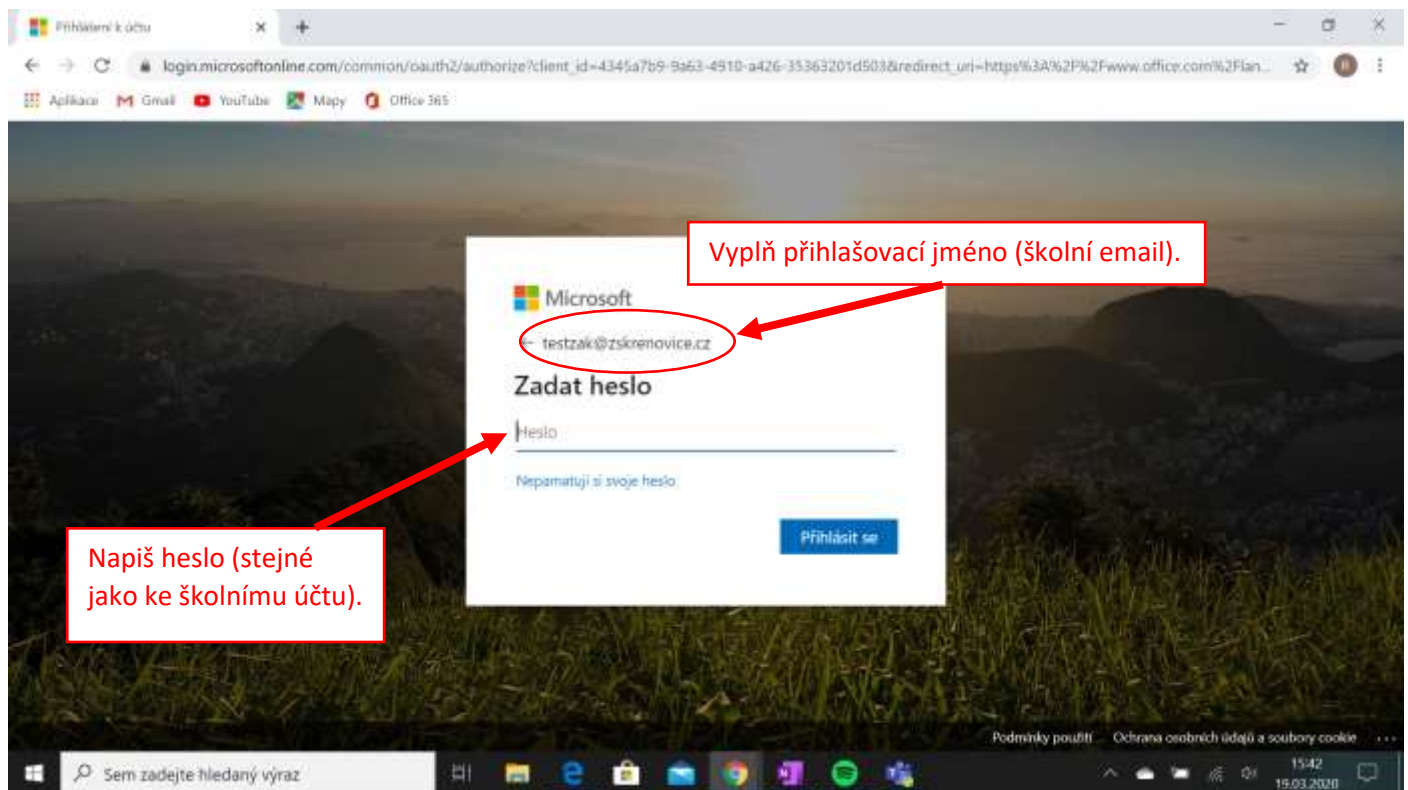 Přihlášení k účtu
login.microsoftonline.com/common/oauth2/authorize?client_id=4345a7b9-9a63-4910-a426-35363201d503&redirect_uri=https%3A%2F%2Fwww.office.com%2Flan...
Aplikace Gmail YouTube Mapy Office 365
Vyplň přihlašovací jméno (školní email).
Microsoft
testzak@zskrenovice.cz
Zadat heslo
Heslo
Nepamatuji si svoje heslo
Přihlásit se
Napiš heslo (stejné
jako ke školnímu účtu).
Podmínky použití Ochrana osobních údajů a soubory cookie ...
Sem zadejte hledaný výraz
15:42
19.03.2020